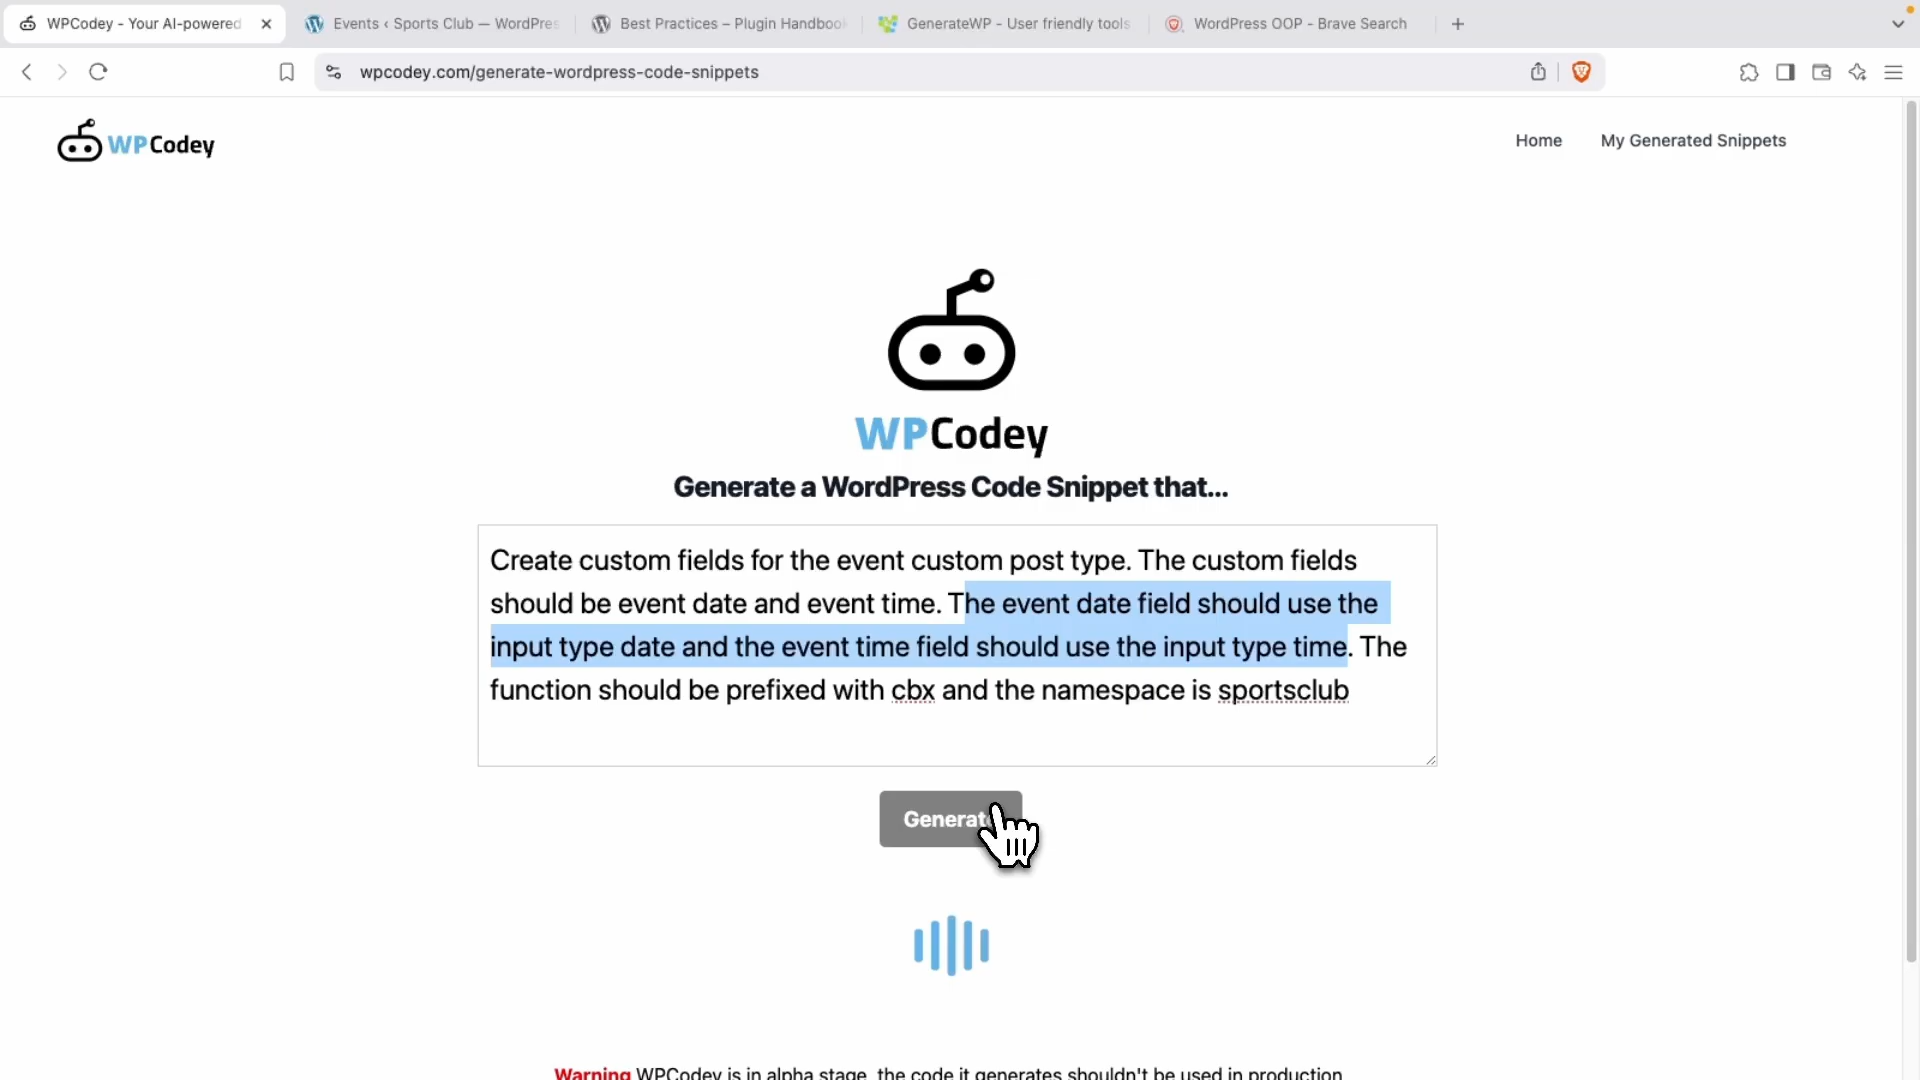 WPCodey - Your AI-powered
Events ‹ Sports Club — WordPres
Best Practices – Plugin Handbook
GenerateWP - User friendly tools
WordPress OOP - Brave Search
wpcodey.com/generate-wordpress-code-snippets
WPCodey
Home
My Generated Snippets
WPCodey
Generate a WordPress Code Snippet that...
Create custom fields for the event custom post type. The custom fields
should be event date and event time. The event date field should use the
input type date and the event time field should use the input type time. The
function should be prefixed with cbx and the namespace is sportsclub
Generate
Warning WPCodey is in alpha stage, the code it generates shouldn't be used in production